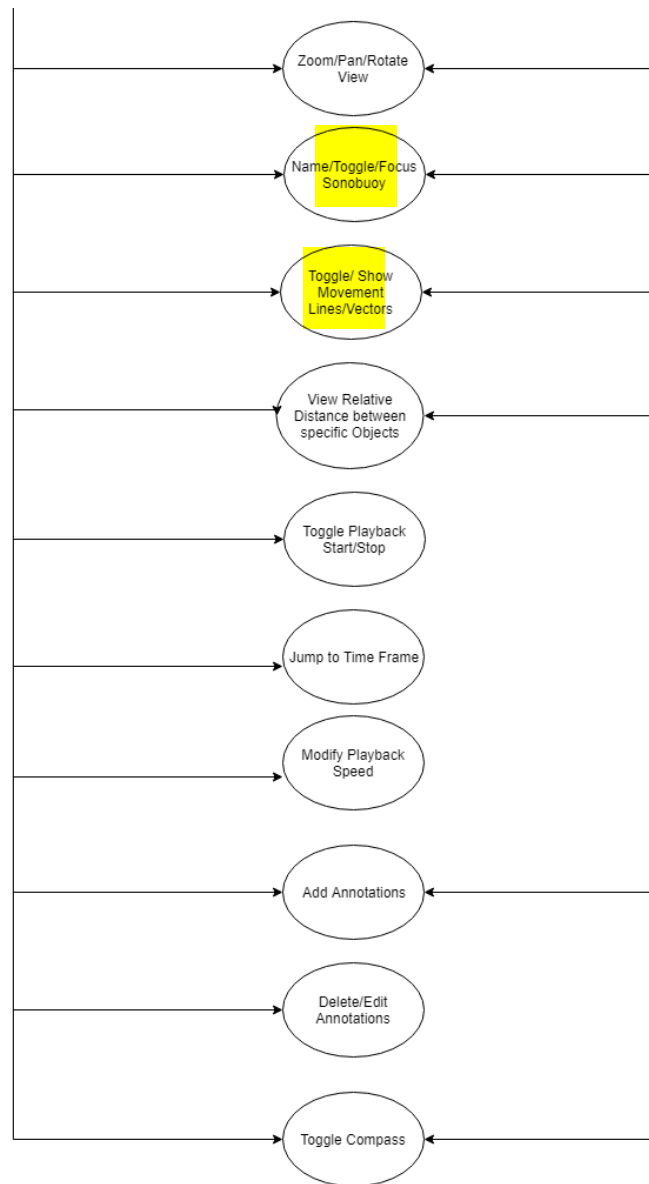 Zoom/Pan/Rotate
View
Name/Toggle/Focus
Sonobuoy
Toggle/ Show
Movement
Lines/Vectors
View Relative
Distance between
specific Objects
Toggle Playback
Start/Stop
Jump to Time Frame
Modify Playback
Speed
Add Annotations
Delete/Edit
Annotations
Toggle Compass